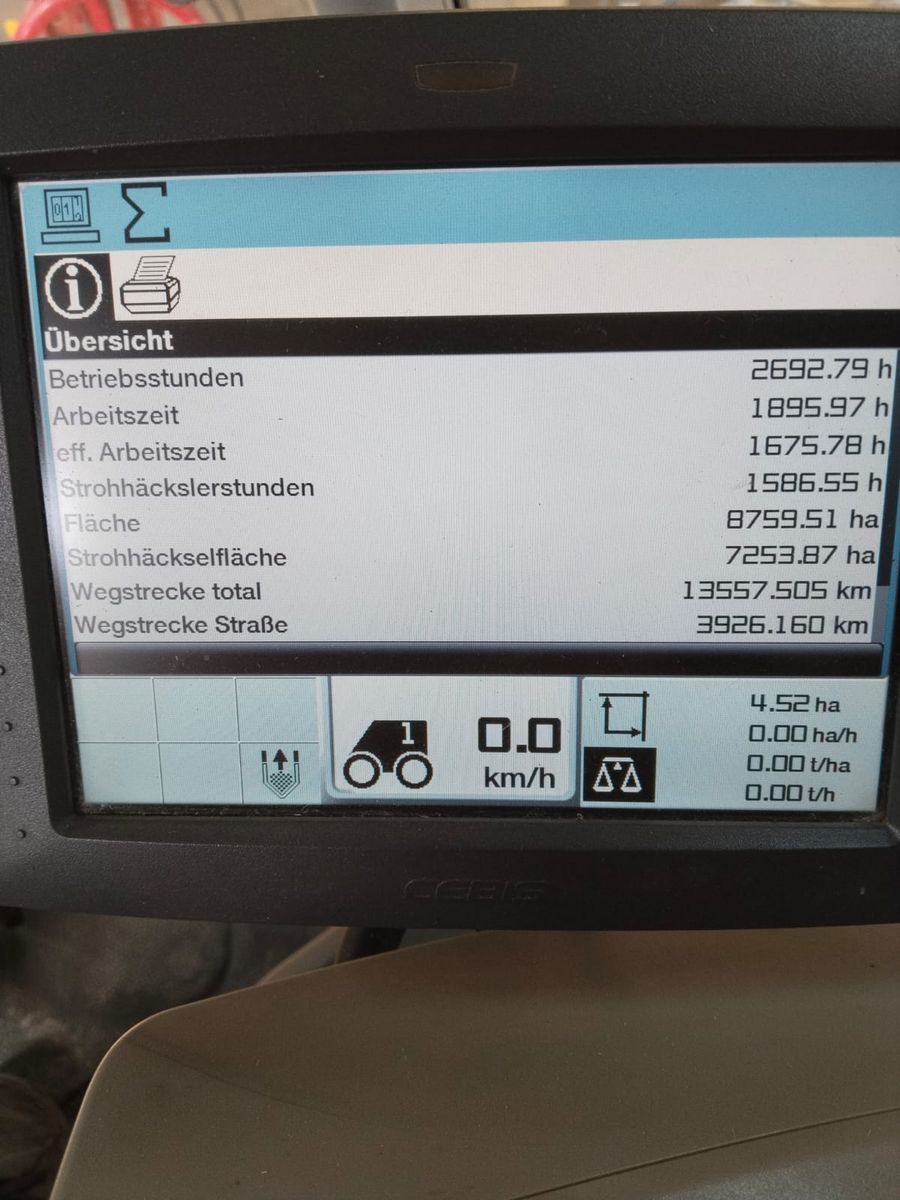 Übersicht
Betriebsstunden 2692.79 h
Arbeitszeit 1895.97 h
eff. Arbeitszeit 1675.78 h
Strohhäckslerstunden 1586.55 h
Fläche 8759.51 ha
Strohhäckselfläche 7253.87 ha
Wegstrecke total 13557.505 km
Wegstrecke Straße 3926.160 km
1
0.0
km/h
4.52 ha
0.00 ha/h
0.00 t/ha
0.00 t/h
CEBIS